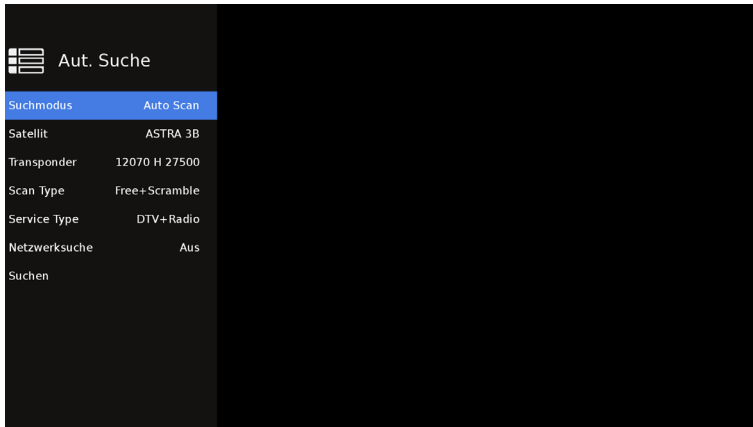 Aut. Suche
Suchmodus Auto Scan
Satellit ASTRA 3B
Transponder 12070 H 27500
Scan Type Free+Scramble
Service Type DTV+Radio
Netzwerksuche Aus
Suchen